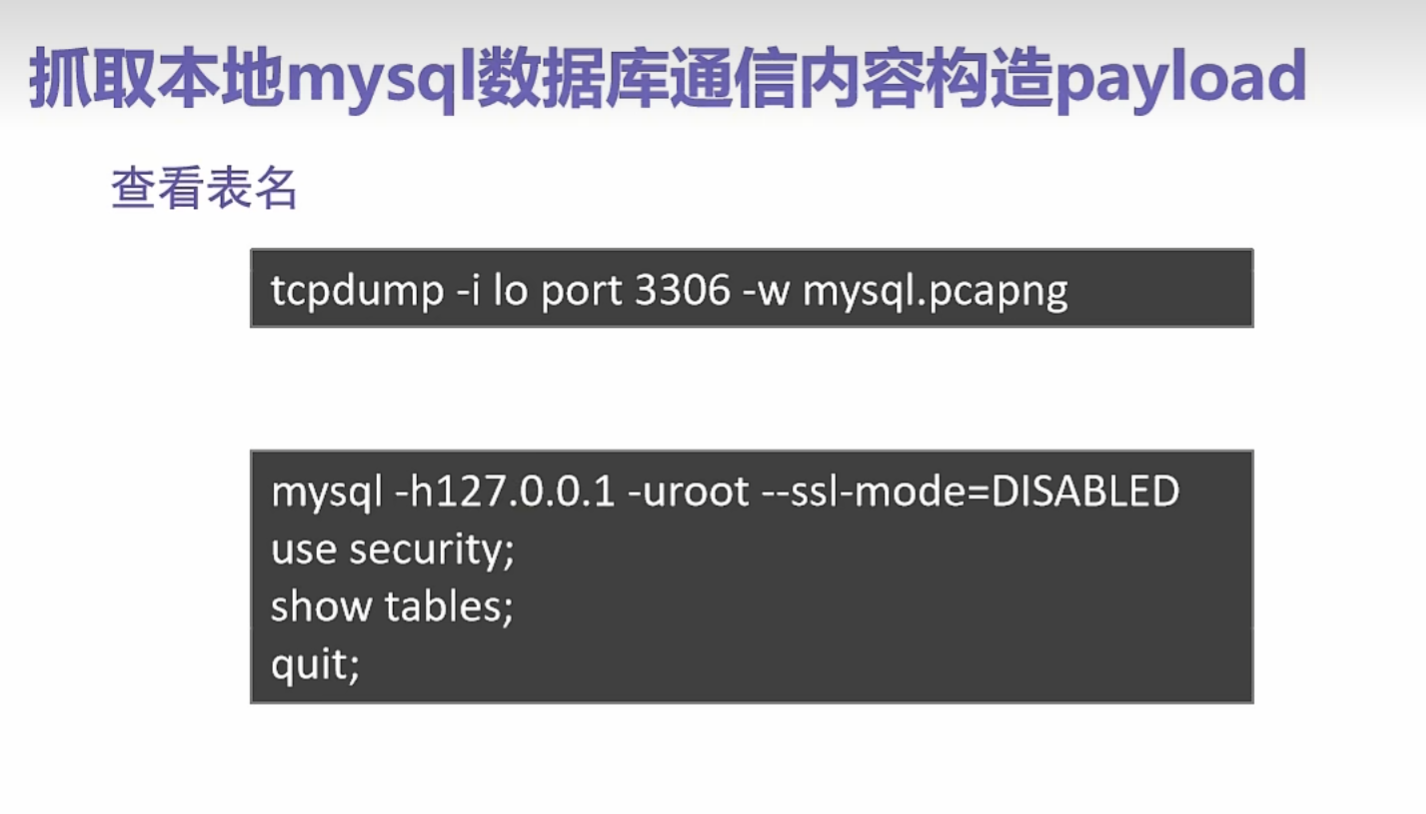 抓取本地mysql数据库通信内容构造payload
查看表名
tcpdump -i lo port 3306 -w mysql.pcapng
mysql -h127.0.0.1 -uroot --ssl-mode=DISABLED
use security;
show tables;
quit;